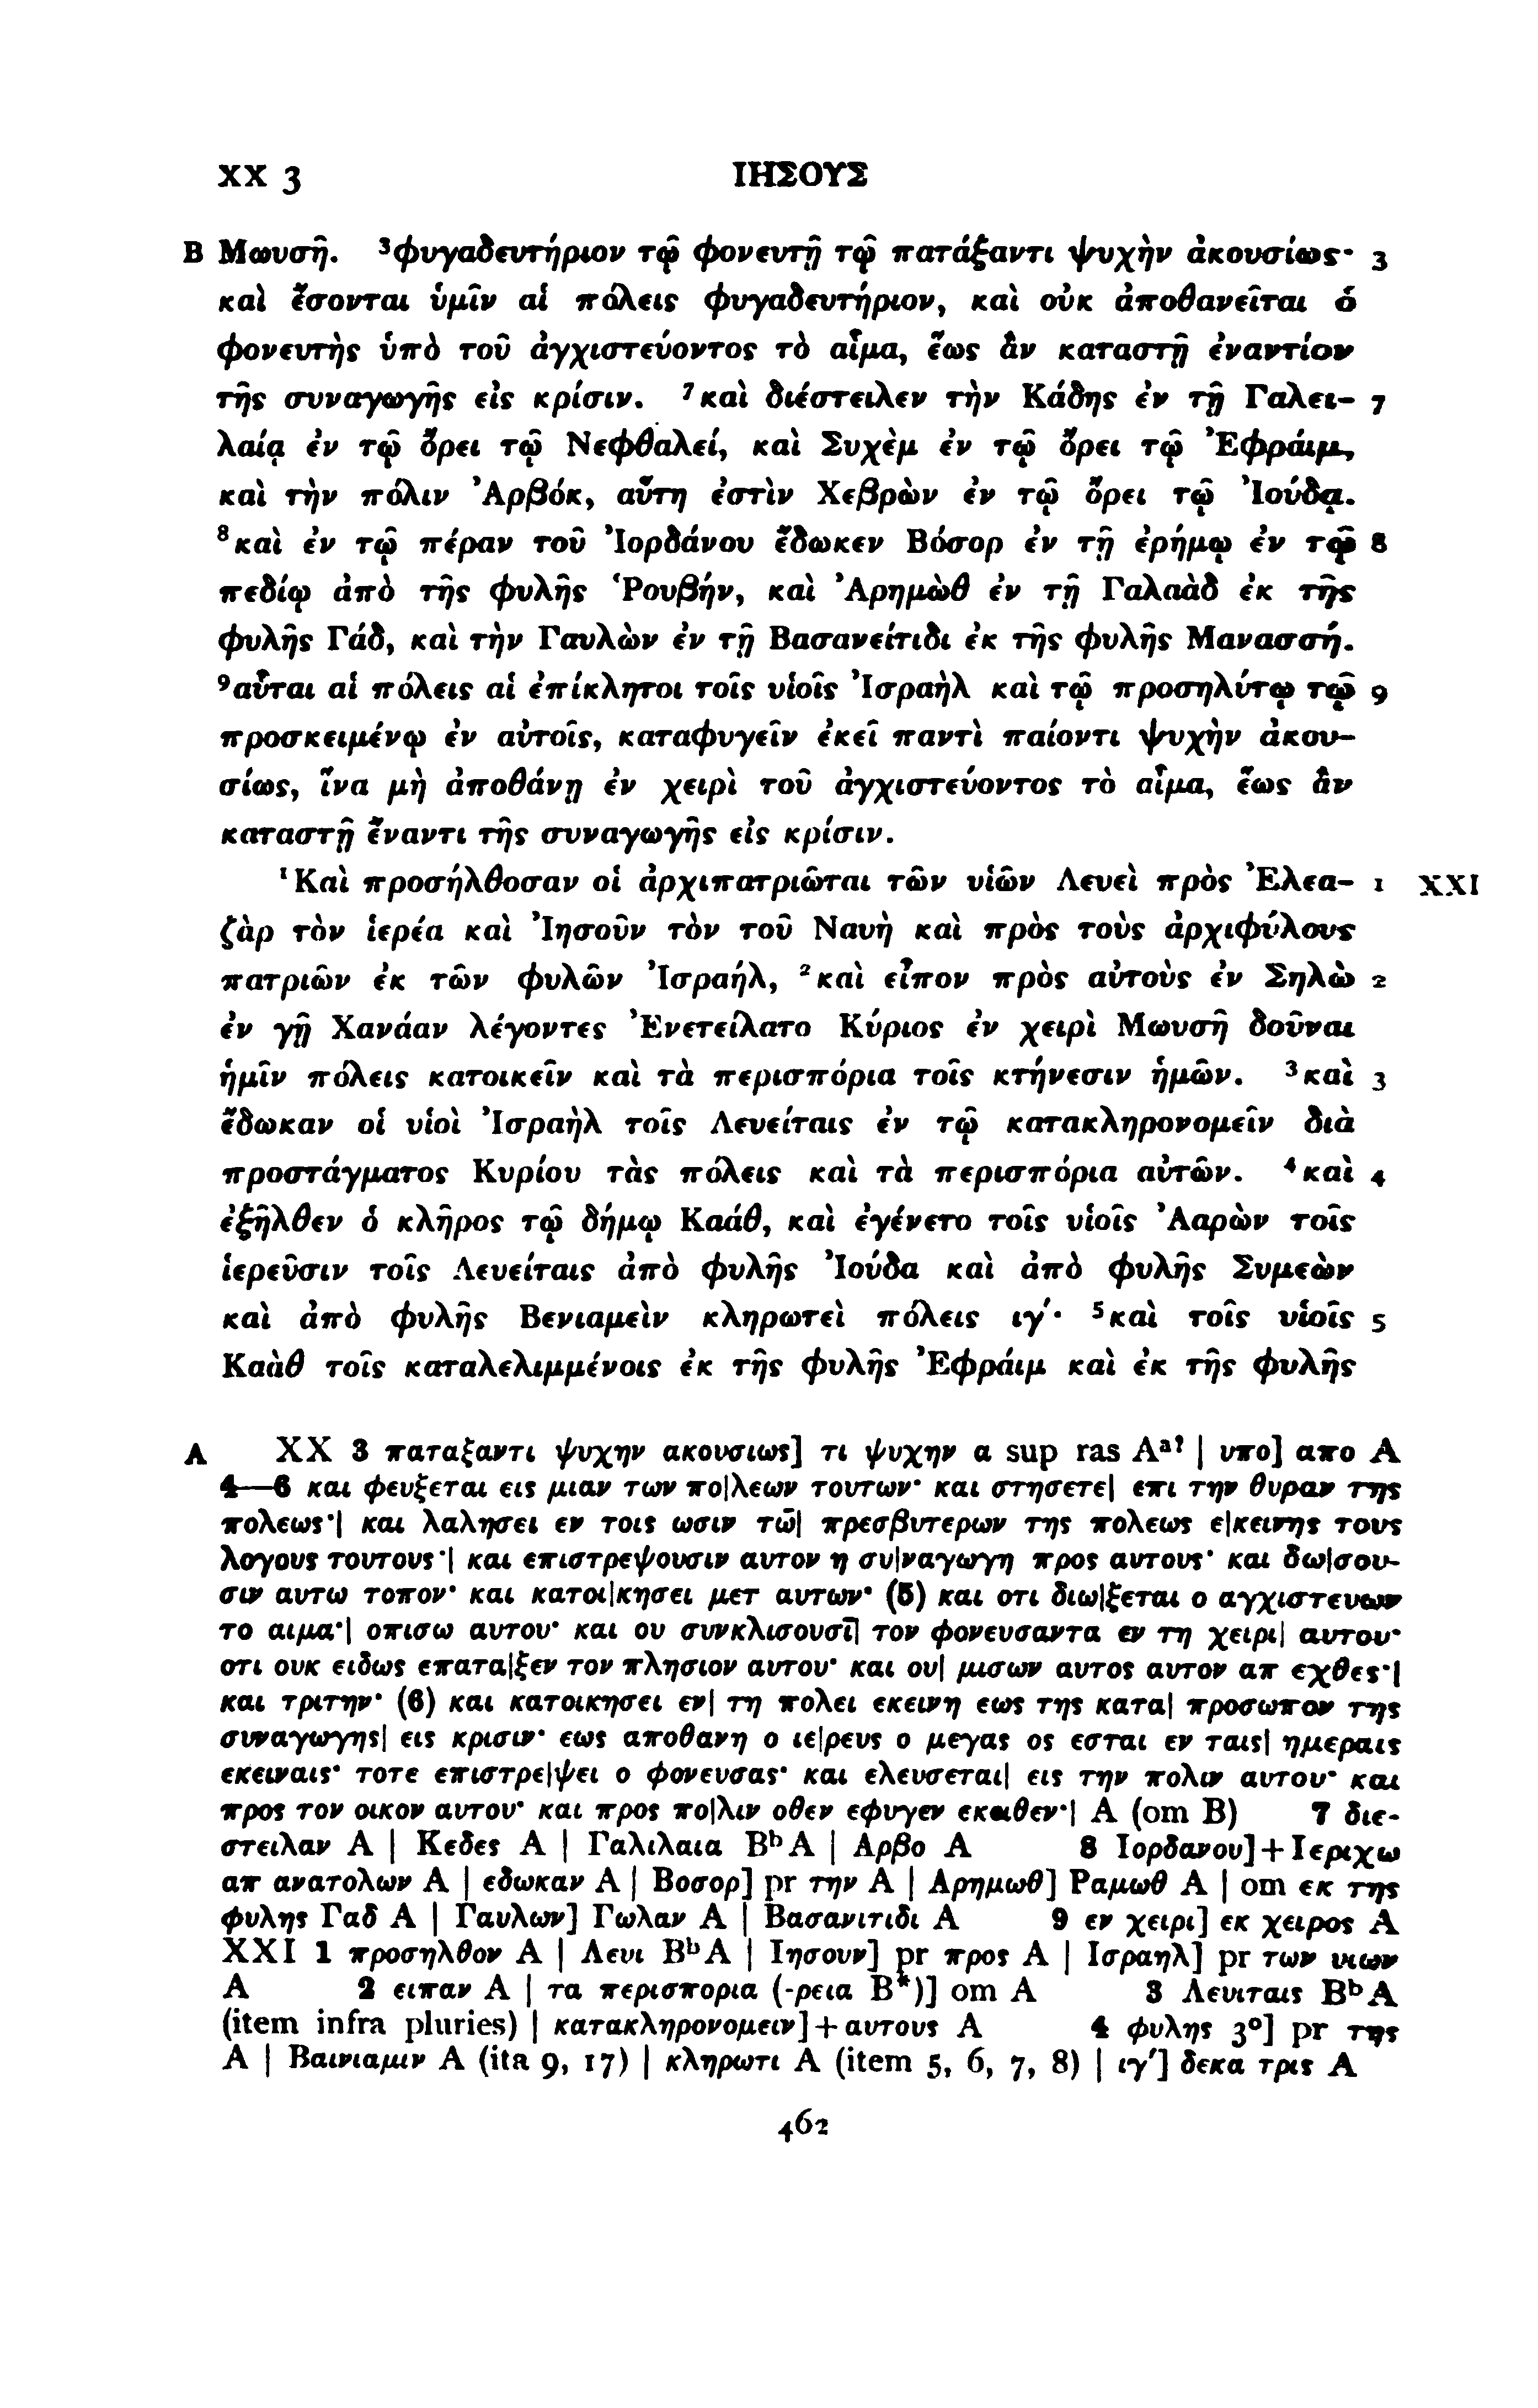 XX 3 ΙΗΣΟΥΣ
B Μωυσῆ. ³φυγαδευτήριον τῷ φονευτῇ τῷ πατάξαντι ψυχὴν ἀκουσίως· 3
καὶ ἔσονται ὑμῖν αἱ πόλεις φυγαδευτήριον, καὶ οὐκ ἀποθανεῖται ὁ
φονευτὴς ὑπὸ τοῦ ἀγχιστεύοντος τὸ αἷμα, ἕως ἂν καταστῇ ἐναντίον
τῆς συναγωγῆς εἰς κρίσιν. ⁷καὶ διέστειλεν τὴν Κάδης ἐν τῇ Γαλει- 7
λαίᾳ ἐν τῷ ὄρει τῷ Νεφθαλεί, καὶ Συχὲμ ἐν τῷ ὄρει τῷ Ἐφράιμ,
καὶ τὴν πόλιν Ἀρβόκ, αὕτη ἐστὶν Χεβρὼν ἐν τῷ ὄρει τῷ Ἰούδᾳ.
⁸καὶ ἐν τῷ πέραν τοῦ Ἰορδάνου ἔδωκεν Βόσορ ἐν τῇ ἐρήμῳ ἐν τῷ 8
πεδίῳ ἀπὸ τῆς φυλῆς Ῥουβήν, καὶ Ἀρημὼθ ἐν τῇ Γαλαὰδ ἐκ τῆς
φυλῆς Γάδ, καὶ τὴν Γαυλὼν ἐν τῇ Βασανείτιδι ἐκ τῆς φυλῆς Μανασσή.
⁹αὗται αἱ πόλεις αἱ ἐπίκλητοι τοῖς υἱοῖς Ἰσραὴλ καὶ τῷ προσηλύτῳ τῷ 9
προσκειμένῳ ἐν αὐτοῖς, καταφυγεῖν ἐκεῖ παντὶ παίοντι ψυχὴν ἀκου-
σίως, ἵνα μὴ ἀποθάνῃ ἐν χειρὶ τοῦ ἀγχιστεύοντος τὸ αἷμα, ἕως ἂν
καταστῇ ἔναντι τῆς συναγωγῆς εἰς κρίσιν.
¹Καὶ προσήλθοσαν οἱ ἀρχιπατριῶται τῶν υἱῶν Λευεὶ πρὸς Ἐλεα- 1 XXI
ζὰρ τὸν ἱερέα καὶ Ἰησοῦν τὸν τοῦ Ναυὴ καὶ πρὸς τοὺς ἀρχιφύλους
πατριῶν ἐκ τῶν φυλῶν Ἰσραήλ, ²καὶ εἶπον πρὸς αὐτοὺς ἐν Σηλὼ 2
ἐν γῇ Χανάαν λέγοντες Ἐνετείλατο Κύριος ἐν χειρὶ Μωυσῆ δοῦναι
ἡμῖν πόλεις κατοικεῖν καὶ τὰ περισπόρια τοῖς κτήνεσιν ἡμῶν. ³καὶ 3
ἔδωκαν οἱ υἱοὶ Ἰσραὴλ τοῖς Λευείταις ἐν τῷ κατακληρονομεῖν διὰ
προστάγματος Κυρίου τὰς πόλεις καὶ τὰ περισπόρια αὐτῶν. ⁴καὶ 4
ἐξῆλθεν ὁ κλῆρος τῷ δήμῳ Καάθ, καὶ ἐγένετο τοῖς υἱοῖς Ἀαρὼν τοῖς
ἱερεῦσιν τοῖς Λευείταις ἀπὸ φυλῆς Ἰούδα καὶ ἀπὸ φυλῆς Συμεὼν
καὶ ἀπὸ φυλῆς Βενιαμεὶν κληρωτεὶ πόλεις ιγ´· ⁵καὶ τοῖς υἱοῖς 5
Καὰθ τοῖς καταλελιμμένοις ἐκ τῆς φυλῆς Ἐφράιμ καὶ ἐκ τῆς φυλῆς
A XX 3 παταξαντι ψυχην ακουσιως] τι ψυχην α sup ras Aᵃ? | υπο] απο A
4—6 και φευξεται εις μιαν των πο|λεων τουτων· και στησετε| επι την θυραν της
πολεως·| και λαλησει εν τοις ωσιν τω̄| πρεσβυτερων της πολεως ε|κεινης τους
λογους τουτους·| και επιστρεψουσιν αυτον η συ|ναγωγη προς αυτους· και δω|σου-
σιν αυτω τοπον· και κατοι|κησει μετ αυτων· (5) και οτι διω|ξεται ο αγχιστευων
το αιμα·| οπισω αυτου· και ου συνκλισουσῑ| τον φονευσαντα εν τη χειρι| αυτου·
οτι ουκ ειδως επατα|ξεν τον πλησιον αυτου· και ου| μισων αυτος αυτον απ εχθες·|
και τριτην· (6) και κατοικησει εν| τη πολει εκεινη εως της κατα| προσωπον της
συναγωγης| εις κρισιν· εως αποθανη ο ιε|ρευς ο μεγας ος εσται εν ταις| ημεραις
εκειναις· τοτε επιστρε|ψει ο φονευσας· και ελευσεται| εις την πολιν αυτου· και
προς τον οικον αυτου· και προς πο|λιν οθεν εφυγεν εκειθεν·| A (om B) 7 διε-
στειλαν A | Κεδες A | Γαλιλαια Bᵇ A | Αρβο A 8 Ιορδανου]+Ιεριχω
απ ανατολων A | εδωκαν A | Βοσορ] pr την A | Αρημωθ] Ραμωθ A | om εκ της
φυλης Γαδ A | Γαυλων] Γωλαν A | Βασανιτιδι A 9 εν χειρι] εκ χειρος A
XXI 1 προσηλθον A | Λευι Bᵇ A | Ιησουν] pr προς A | Ισραηλ] pr των υιων
A 2 ειπαν A | τα περισπορια (-ρεια B*)] om A 3 Λευιταις Bᵇ A
(item infra pluries) | κατακληρονομειν]+αυτους A 4 φυλης 3º] pr της
A | Βαινιαμιν A (ita 9, 17) | κληρωτι A (item 5, 6, 7, 8) | ιγ´] δεκα τρις A
462